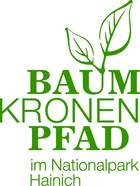 BAUM
KRONEN
PFAD
im Nationalpark
Hainich